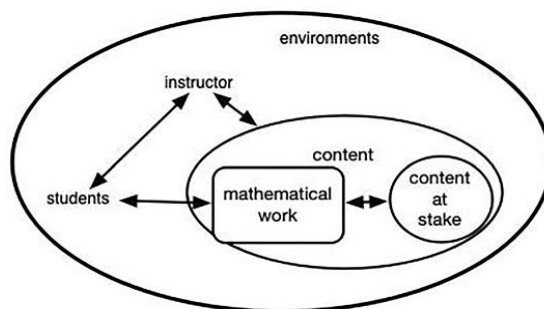 environments
instructor
content
students
mathematical
work
content
at
stake